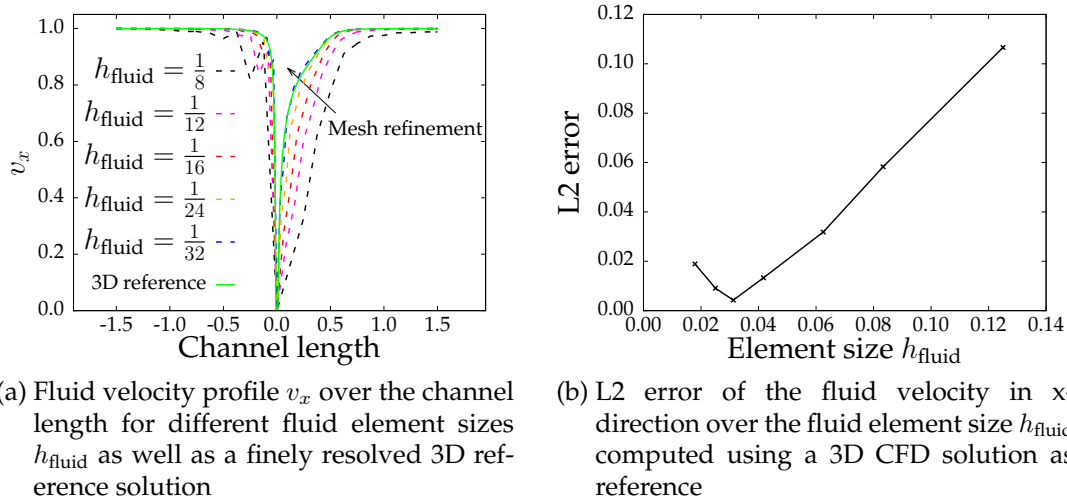 1.0
0.8
0.6
0.4
0.2
0.0
v_x
h_fluid = 1/8
h_fluid = 1/12
h_fluid = 1/16
h_fluid = 1/24
h_fluid = 1/32
3D reference
Mesh refinement
-1.5 -1.0 -0.5 0.0 0.5 1.0 1.5
Channel length
0.12
0.10
0.08
0.06
0.04
0.02
0.00
L2 error
0.00 0.02 0.04 0.06 0.08 0.10 0.12 0.14
Element size h_fluid
(a) Fluid velocity profile v_x over the channel
length for different fluid element sizes
h_fluid as well as a finely resolved 3D ref-
erence solution
(b) L2 error of the fluid velocity in x-
direction over the fluid element size h_fluid
computed using a 3D CFD solution as
reference